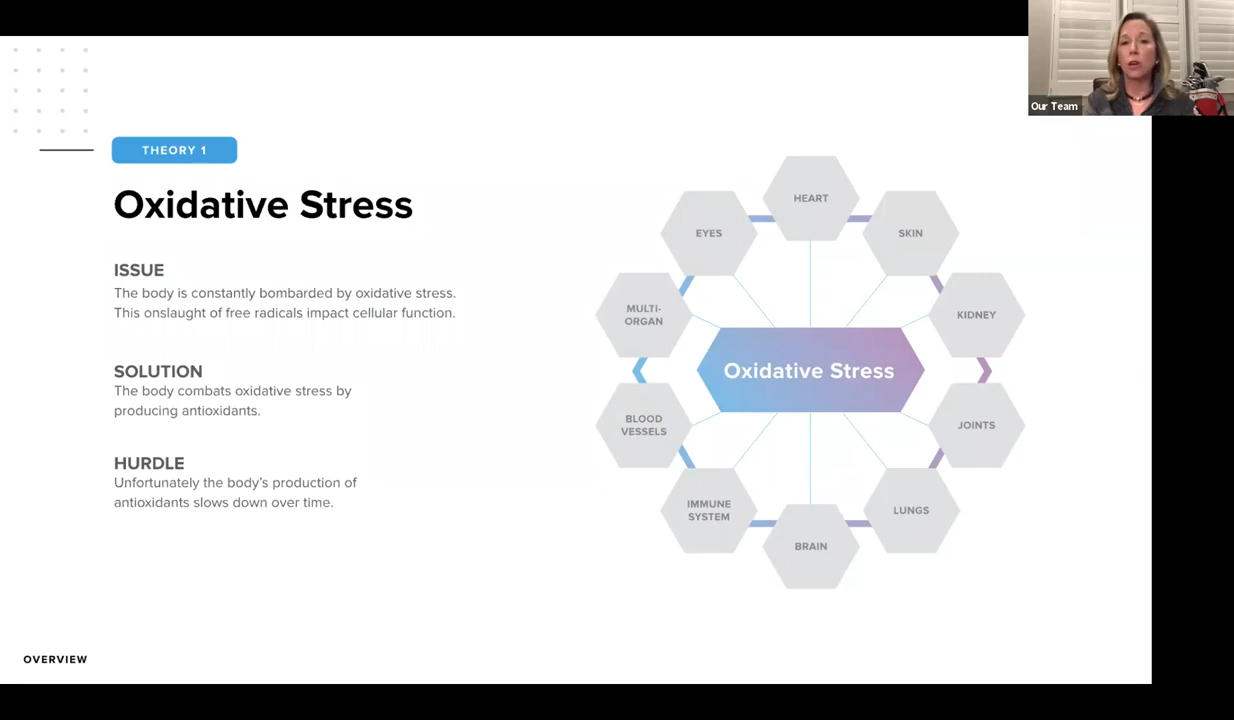 Our Team
THEORY 1
Oxidative Stress
ISSUE
The body is constantly bombarded by oxidative stress.
This onslaught of free radicals impact cellular function.
SOLUTION
The body combats oxidative stress by
producing antioxidants.
HURDLE
Unfortunately the body's production of
antioxidants slows down over time.
HEART
EYES
SKIN
MULTI-
ORGAN
KIDNEY
Oxidative Stress
BLOOD
VESSELS
JOINTS
IMMUNE
SYSTEM
LUNGS
BRAIN
OVERVIEW